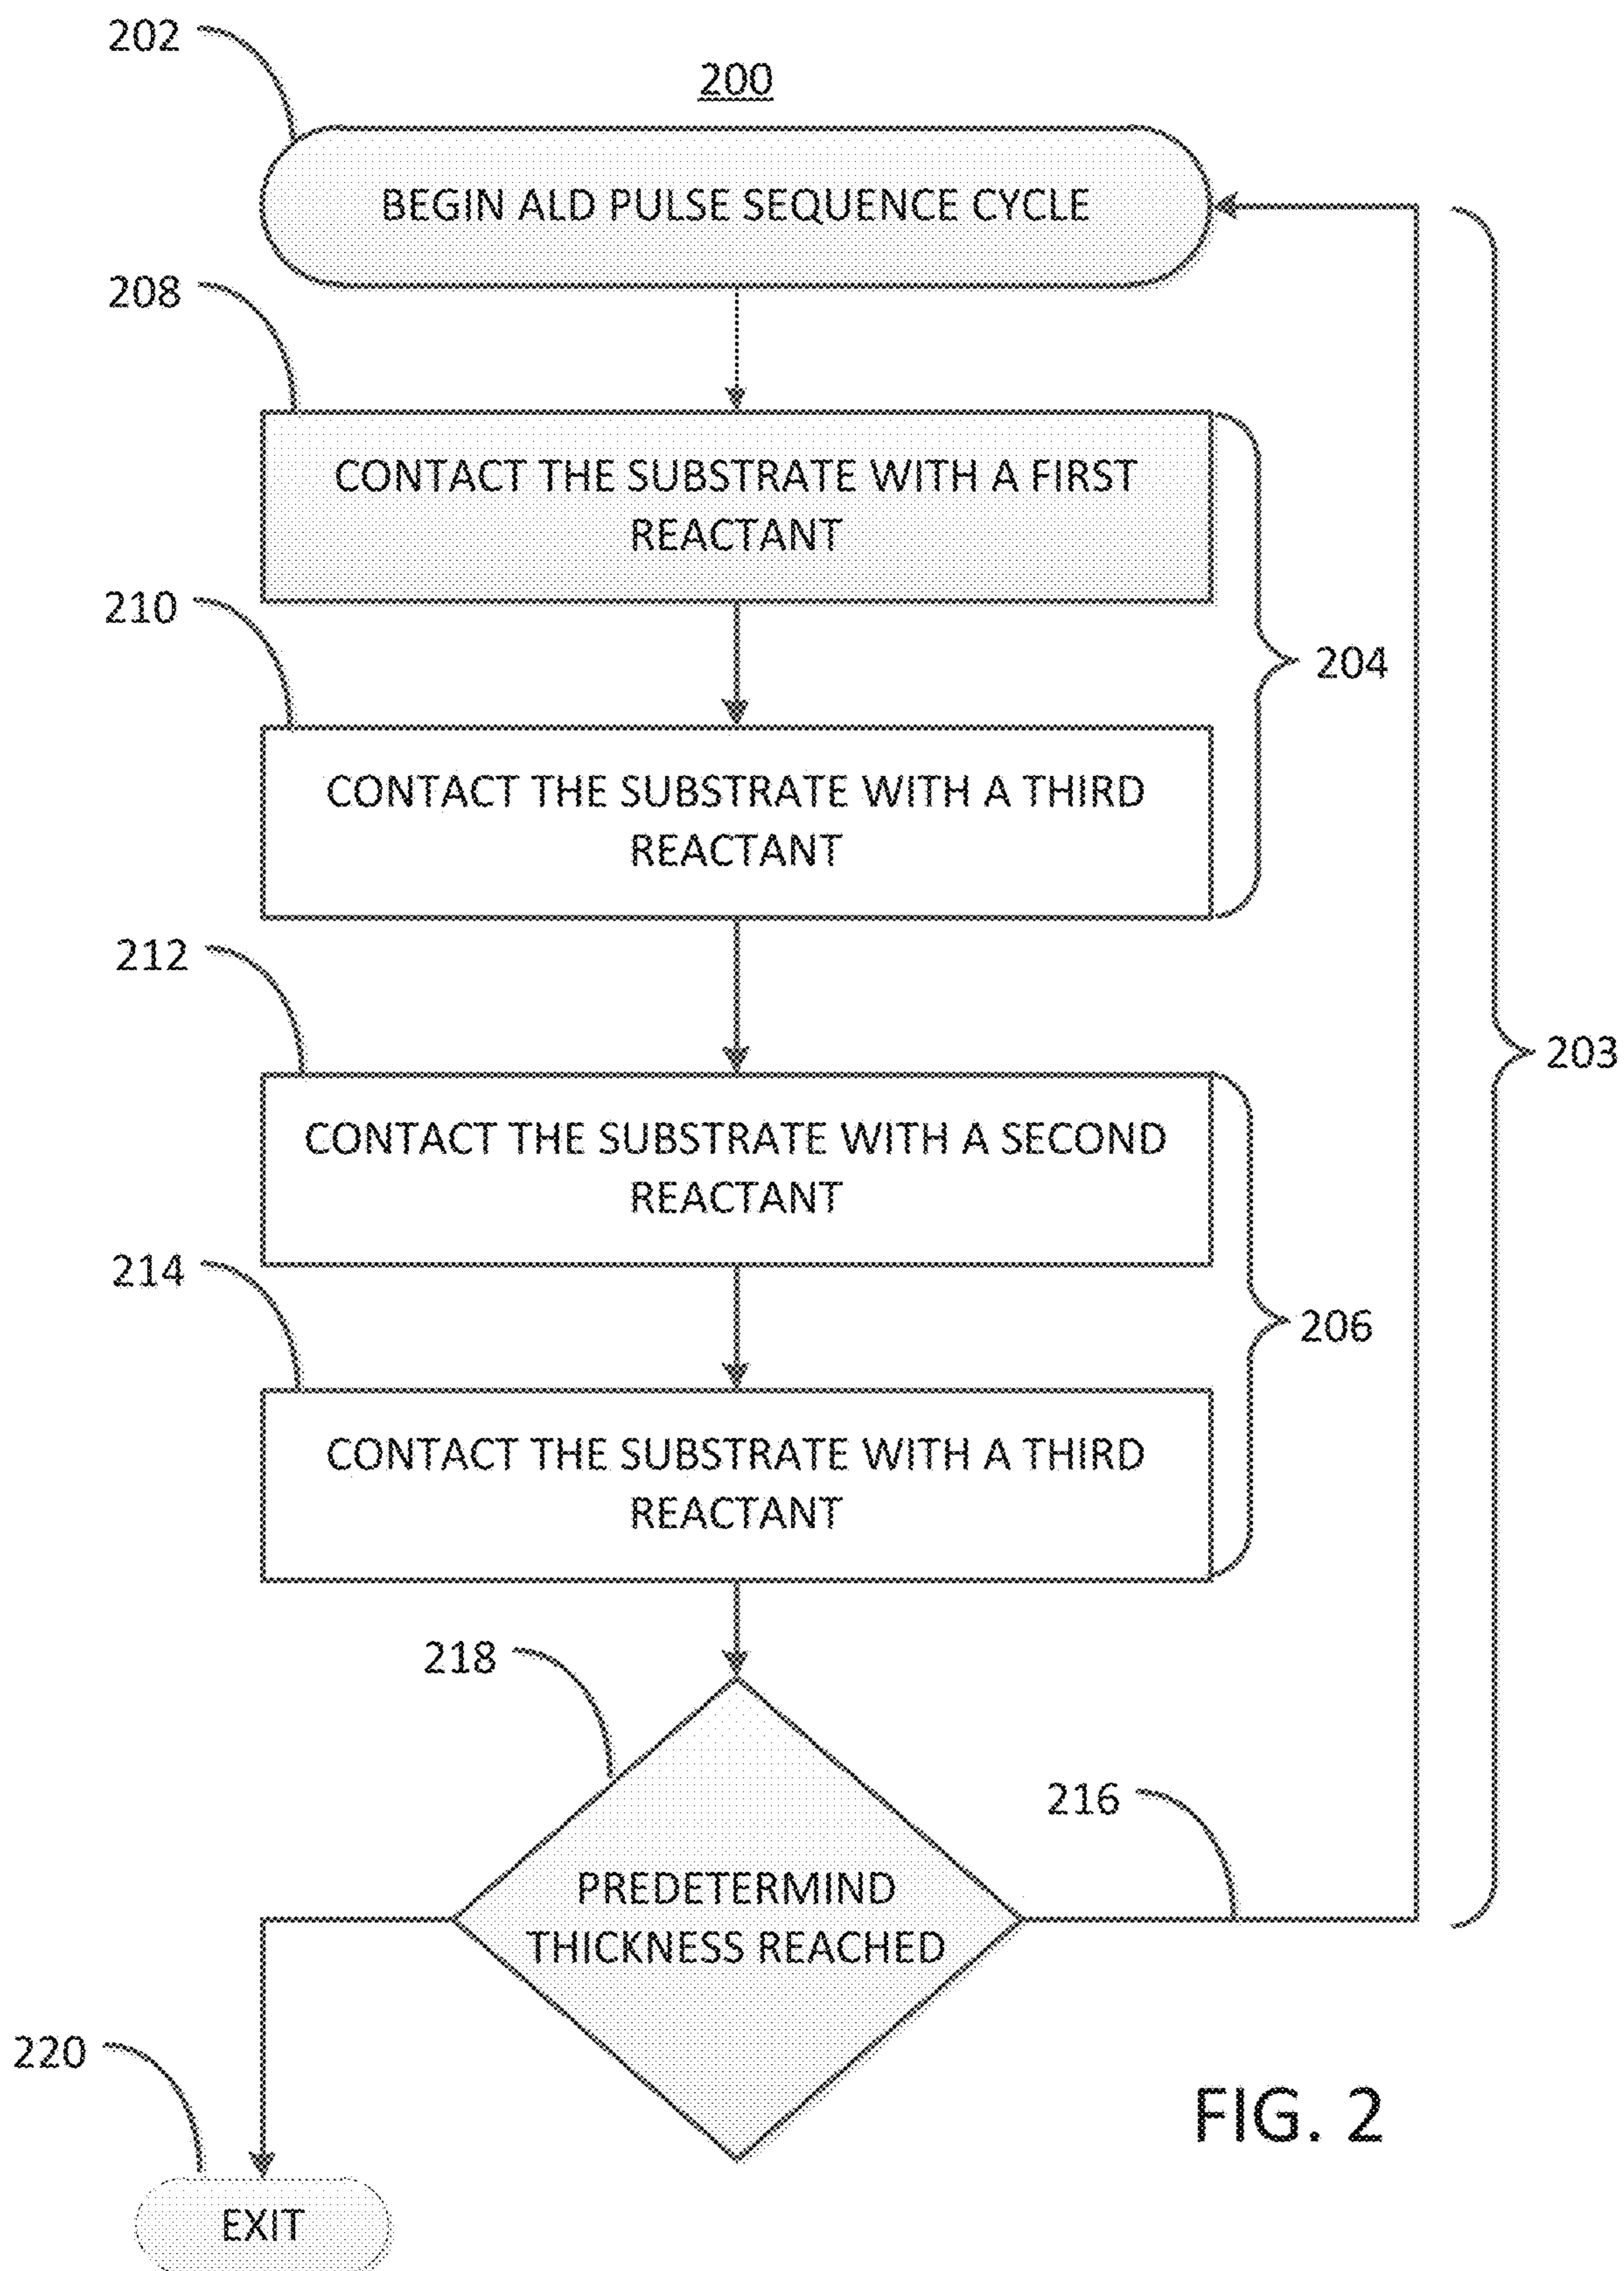 202
200
BEGIN ALD PULSE SEQUENCE CYCLE
208
CONTACT THE SUBSTRATE WITH A FIRST
REACTANT
210
204
CONTACT THE SUBSTRATE WITH A THIRD
REACTANT
212
203
CONTACT THE SUBSTRATE WITH A SECOND
REACTANT
214
206
CONTACT THE SUBSTRATE WITH A THIRD
REACTANT
218
216
PREDETERMIND
THICKNESS REACHED
220
FIG. 2
EXIT